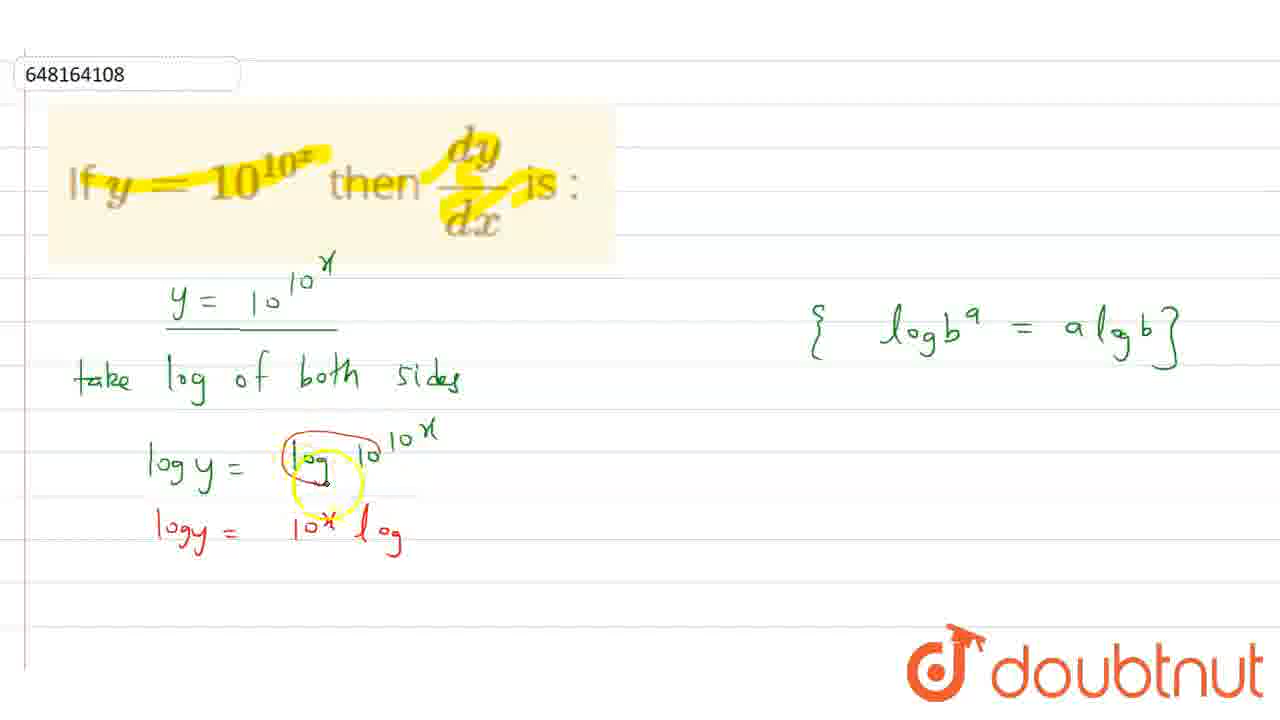 648164108
If y = 10^{10^x} then \frac{dy}{dx} is :
y = 10^{10^x}
take log of both sides
{ log b^a = a log b }
log y = log 10^{10^x}
log y = 10^x log
doubtnut